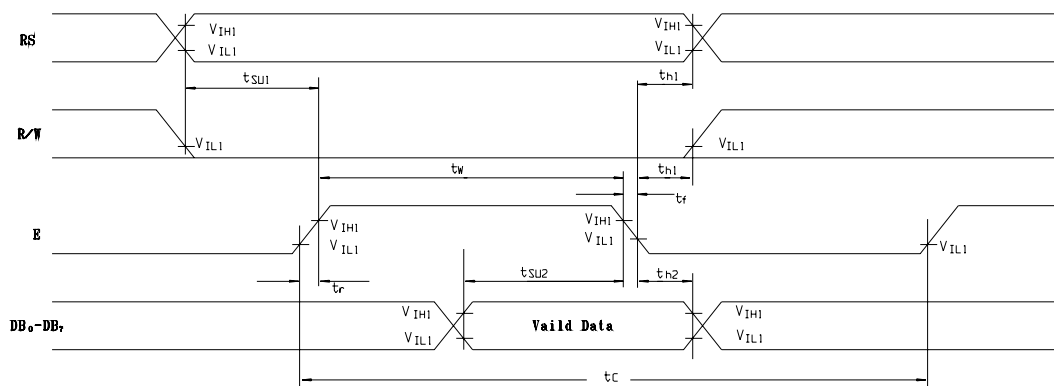 RS
VIH1
VIL1
VIH1
VIL1
tSU1
th1
R/W
VIL1
VIL1
tW
th1
tf
E
VIH1
VIL1
VIH1
VIL1
VIL1
tr
tSU2
th2
DB0-DB7
VIH1
VIL1
Vaild Data
VIH1
VIL1
tC